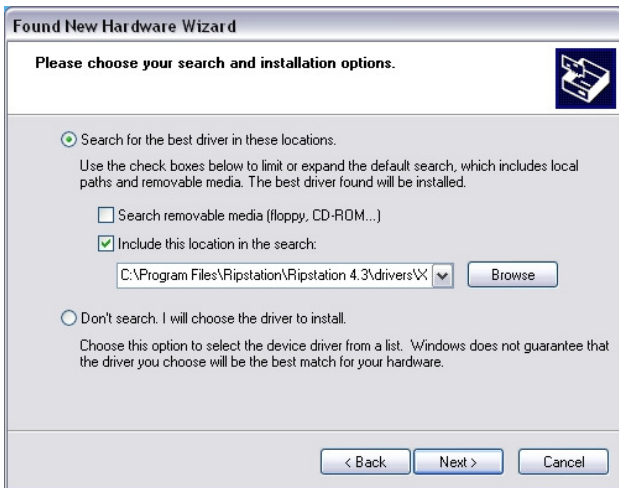 Found New Hardware Wizard
Please choose your search and installation options.
Search for the best driver in these locations.
Use the check boxes below to limit or expand the default search, which includes local
paths and removable media. The best driver found will be installed.
Search removable media (floppy, CD-ROM...)
Include this location in the search:
C:\Program Files\Ripstation\Ripstation 4.3\drivers\X
Browse
Don't search. I will choose the driver to install.
Choose this option to select the device driver from a list. Windows does not guarantee that
the driver you choose will be the best match for your hardware.
< Back Next > Cancel